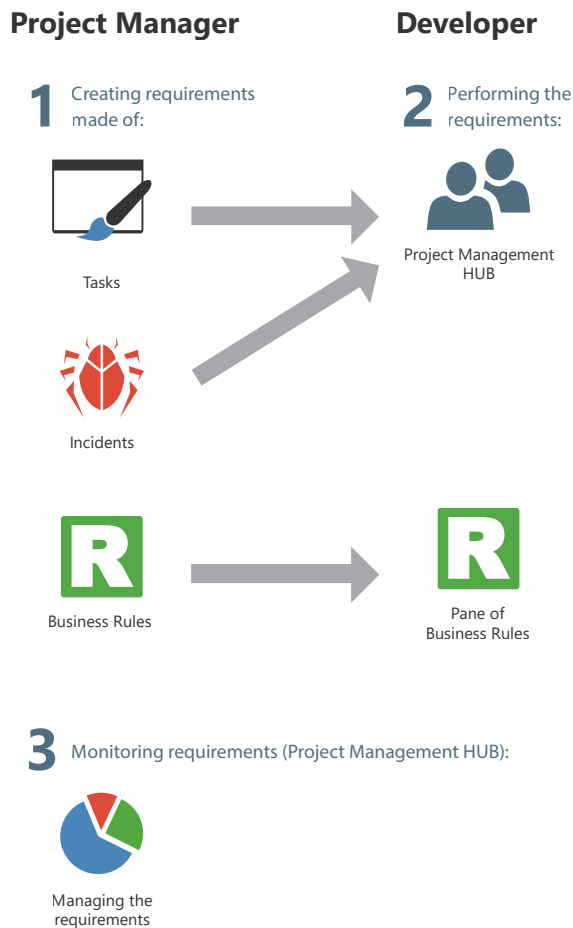 Project Manager
Developer
1
Creating requirements
made of:
2
Performing the
requirements:
Tasks
Project Management
HUB
Incidents
R
Business Rules
R
Pane of
Business Rules
3
Monitoring requirements (Project Management HUB):
Managing the
requirements